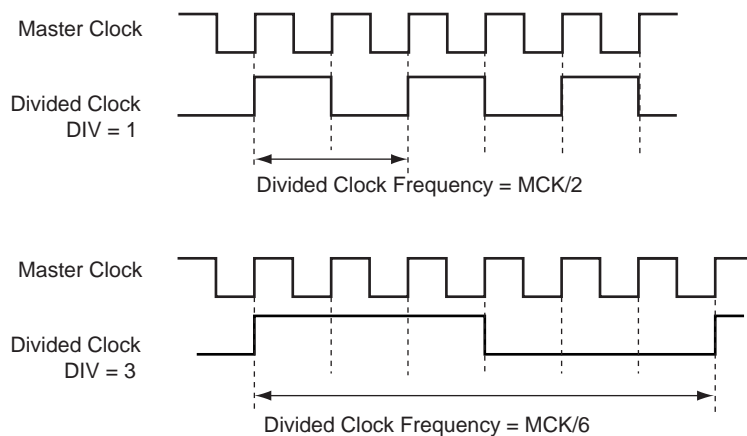 Master Clock
Divided Clock
DIV = 1
Divided Clock Frequency = MCK/2
Master Clock
Divided Clock
DIV = 3
Divided Clock Frequency = MCK/6